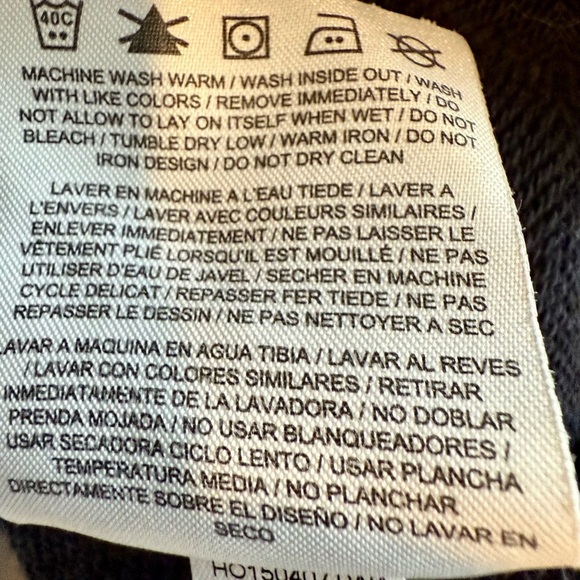 40C
MACHINE WASH WARM / WASH INSIDE OUT / WASH
WITH LIKE COLORS / REMOVE IMMEDIATELY / DO
NOT ALLOW TO LAY ON ITSELF WHEN WET / DO NOT
BLEACH / TUMBLE DRY LOW / WARM IRON / DO NOT
IRON DESIGN / DO NOT DRY CLEAN
LAVER EN MACHINE A L'EAU TIEDE / LAVER A
L'ENVERS / LAVER AVEC COULEURS SIMILAIRES /
ENLEVER IMMEDIATEMENT / NE PAS LAISSER LE
VÊTEMENT PLIÉ LORSQU'IL EST MOUILLÉ / NE PAS
UTILISER D'EAU DE JAVEL / SECHER EN MACHINE
CYCLE DELICAT / REPASSER FER TIEDE / NE PAS
REPASSER LE DESSIN / NE PAS NETTOYER A SEC
LAVAR A MAQUINA EN AGUA TIBIA / LAVAR AL REVES
/ LAVAR CON COLORES SIMILARES / RETIRAR
INMEDIATAMENTE DE LA LAVADORA / NO DOBLAR
PRENDA MOJADA / NO USAR BLANQUEADORES /
USAR SECADORA CICLO LENTO / USAR PLANCHA
TEMPERATURA MEDIA / NO PLANCHAR
DIRECTAMENTE SOBRE EL DISEÑO / NO LAVAR EN
SECO